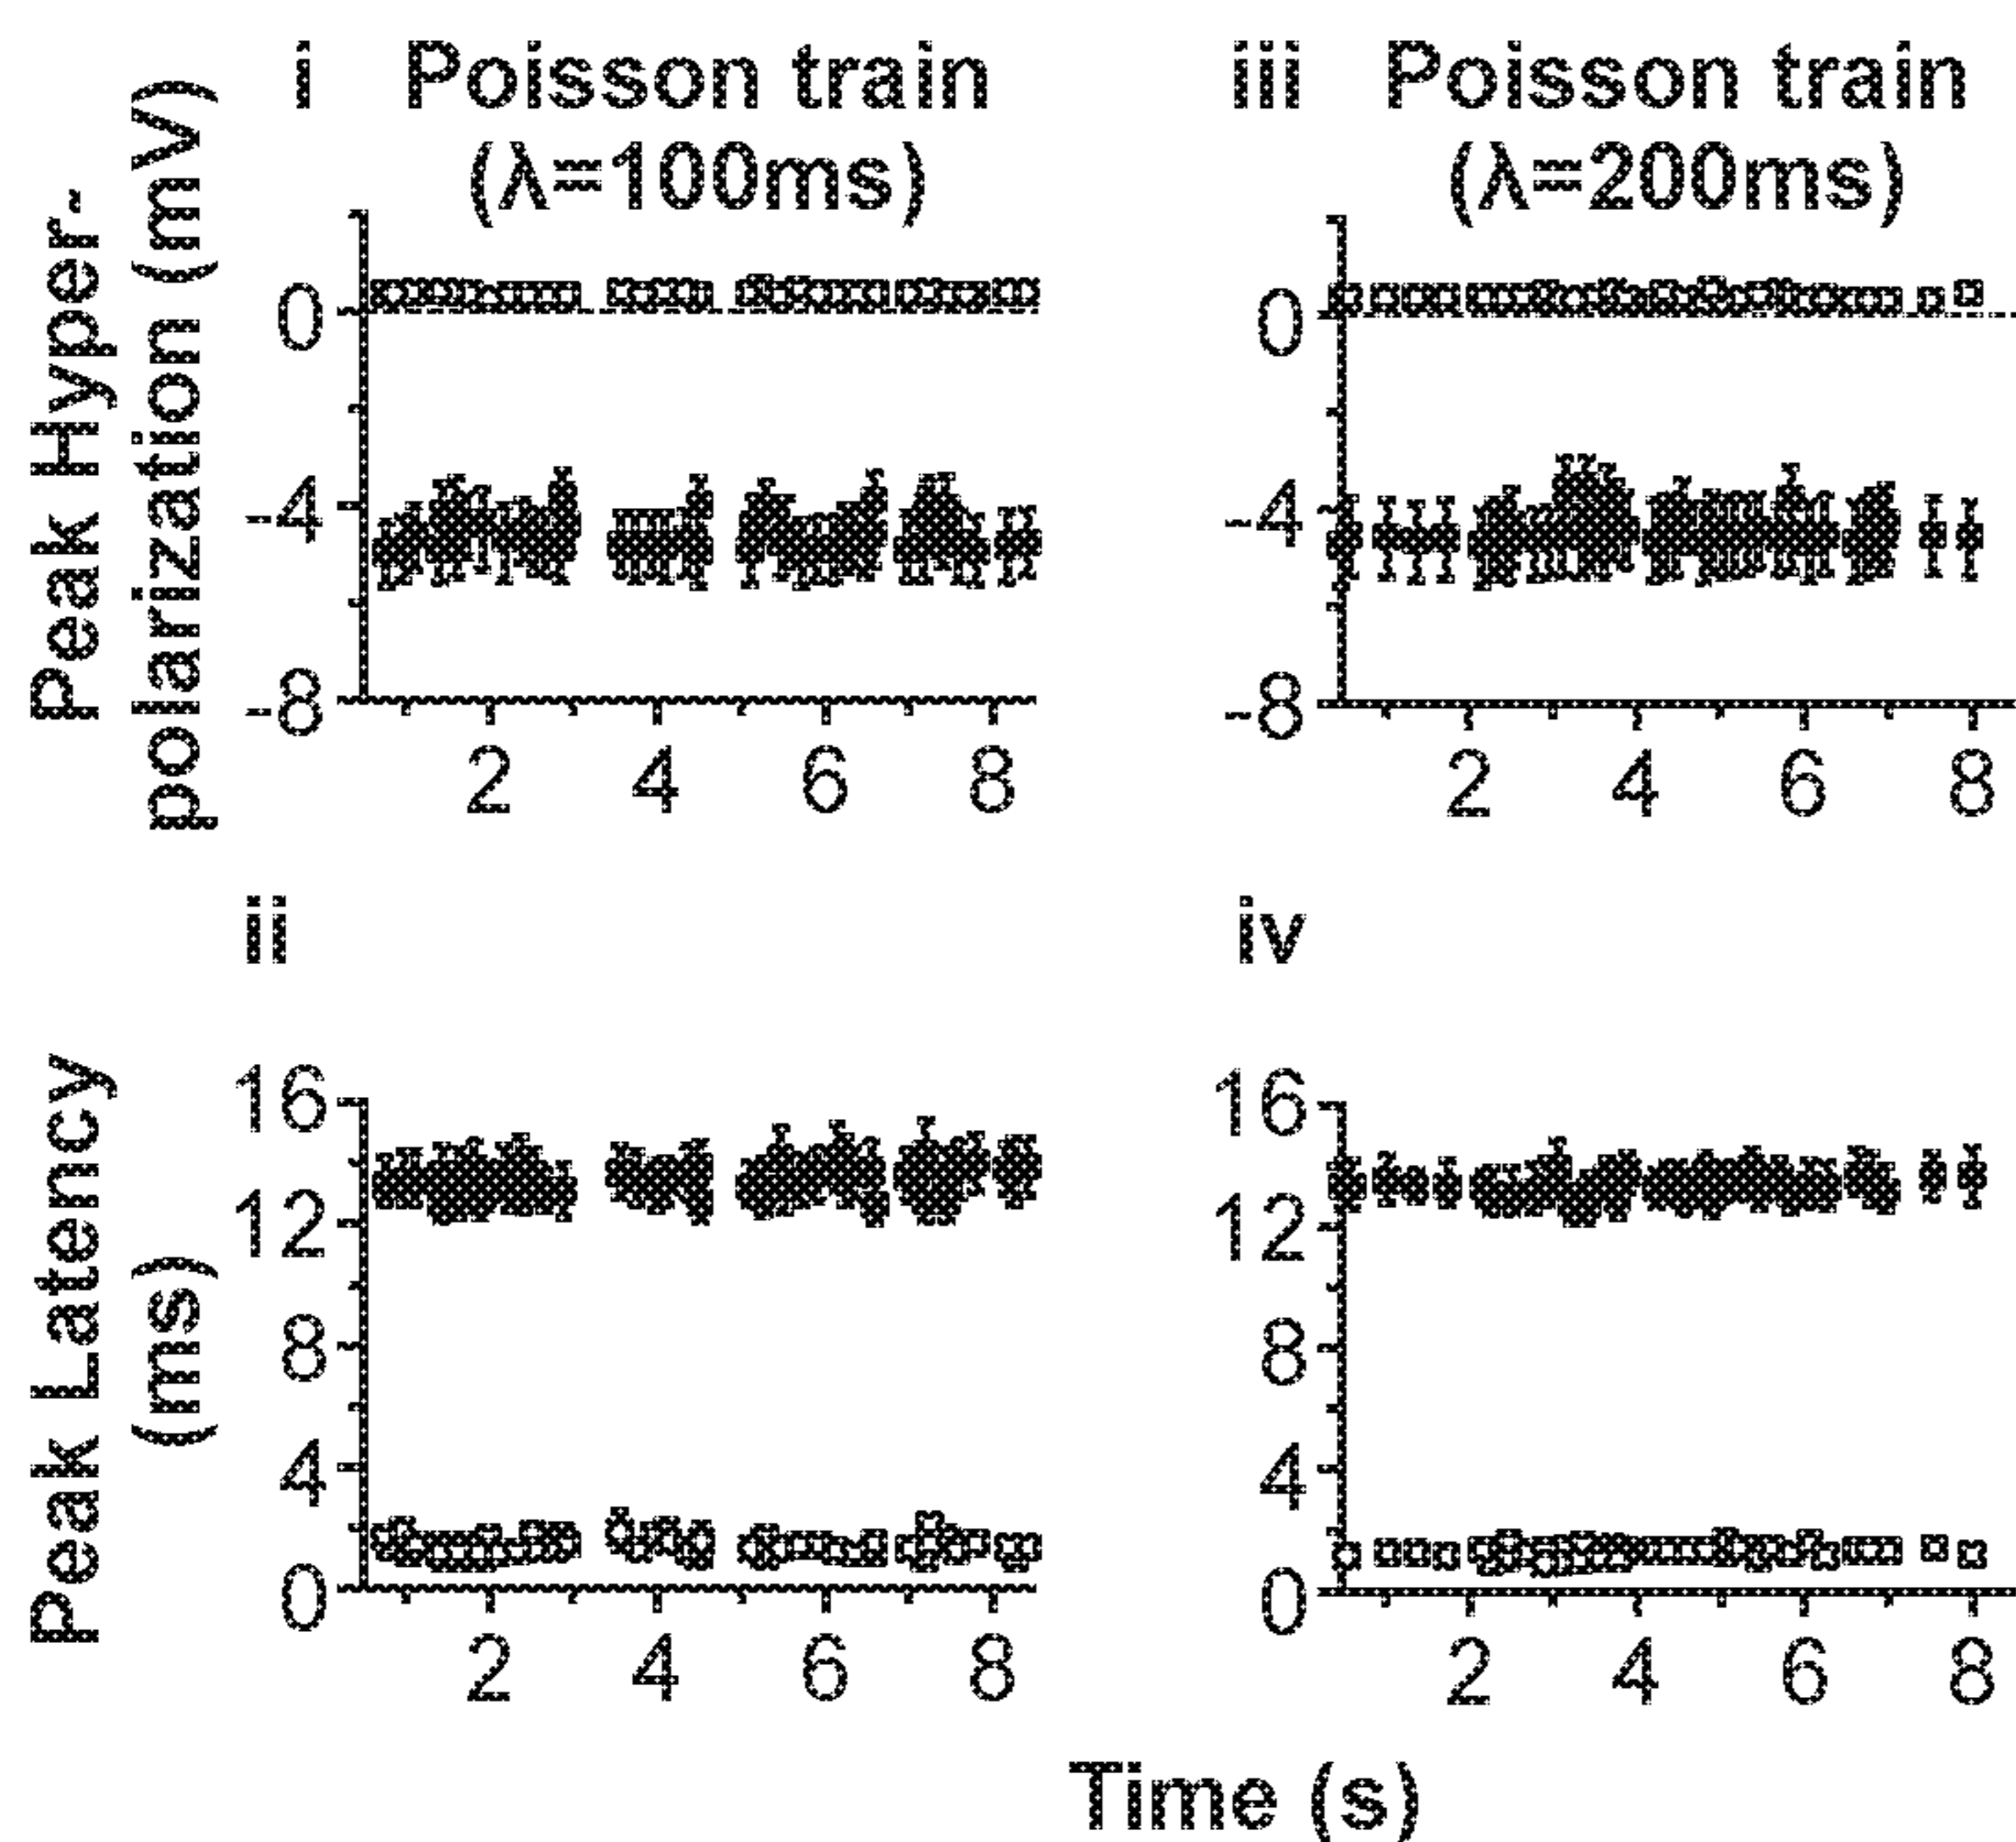 i Poisson train
(λ=100ms)
iii Poisson train
(λ=200ms)
Peak Hyper-
polarization (mV)
0
-4
-8
2 4 6 8
0
-4
-8
2 4 6 8
ii
iv
Peak Latency
(ms)
16
12
8
4
0
2 4 6 8
16
12
8
4
0
2 4 6 8
Time (s)